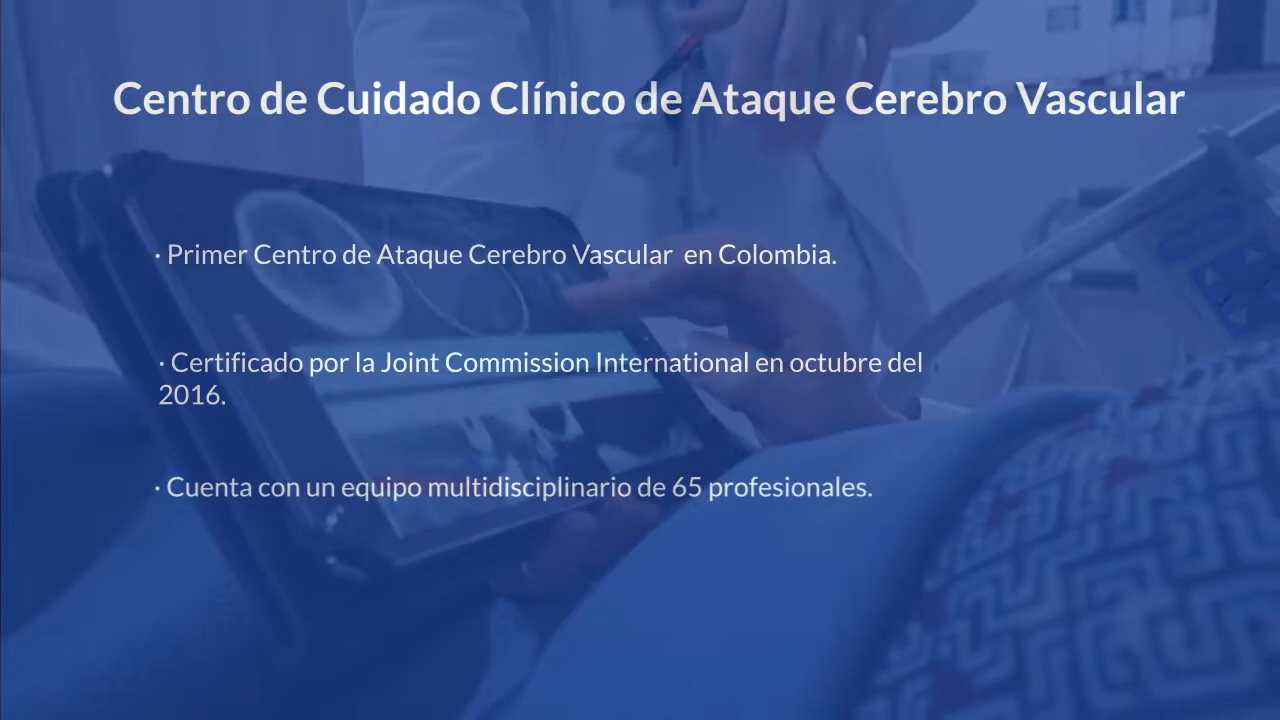 Centro de Cuidado Clínico de Ataque Cerebro Vascular
· Primer Centro de Ataque Cerebro Vascular  en Colombia.
· Certificado por la Joint Commission International en octubre del
2016.
· Cuenta con un equipo multidisciplinario de 65 profesionales.